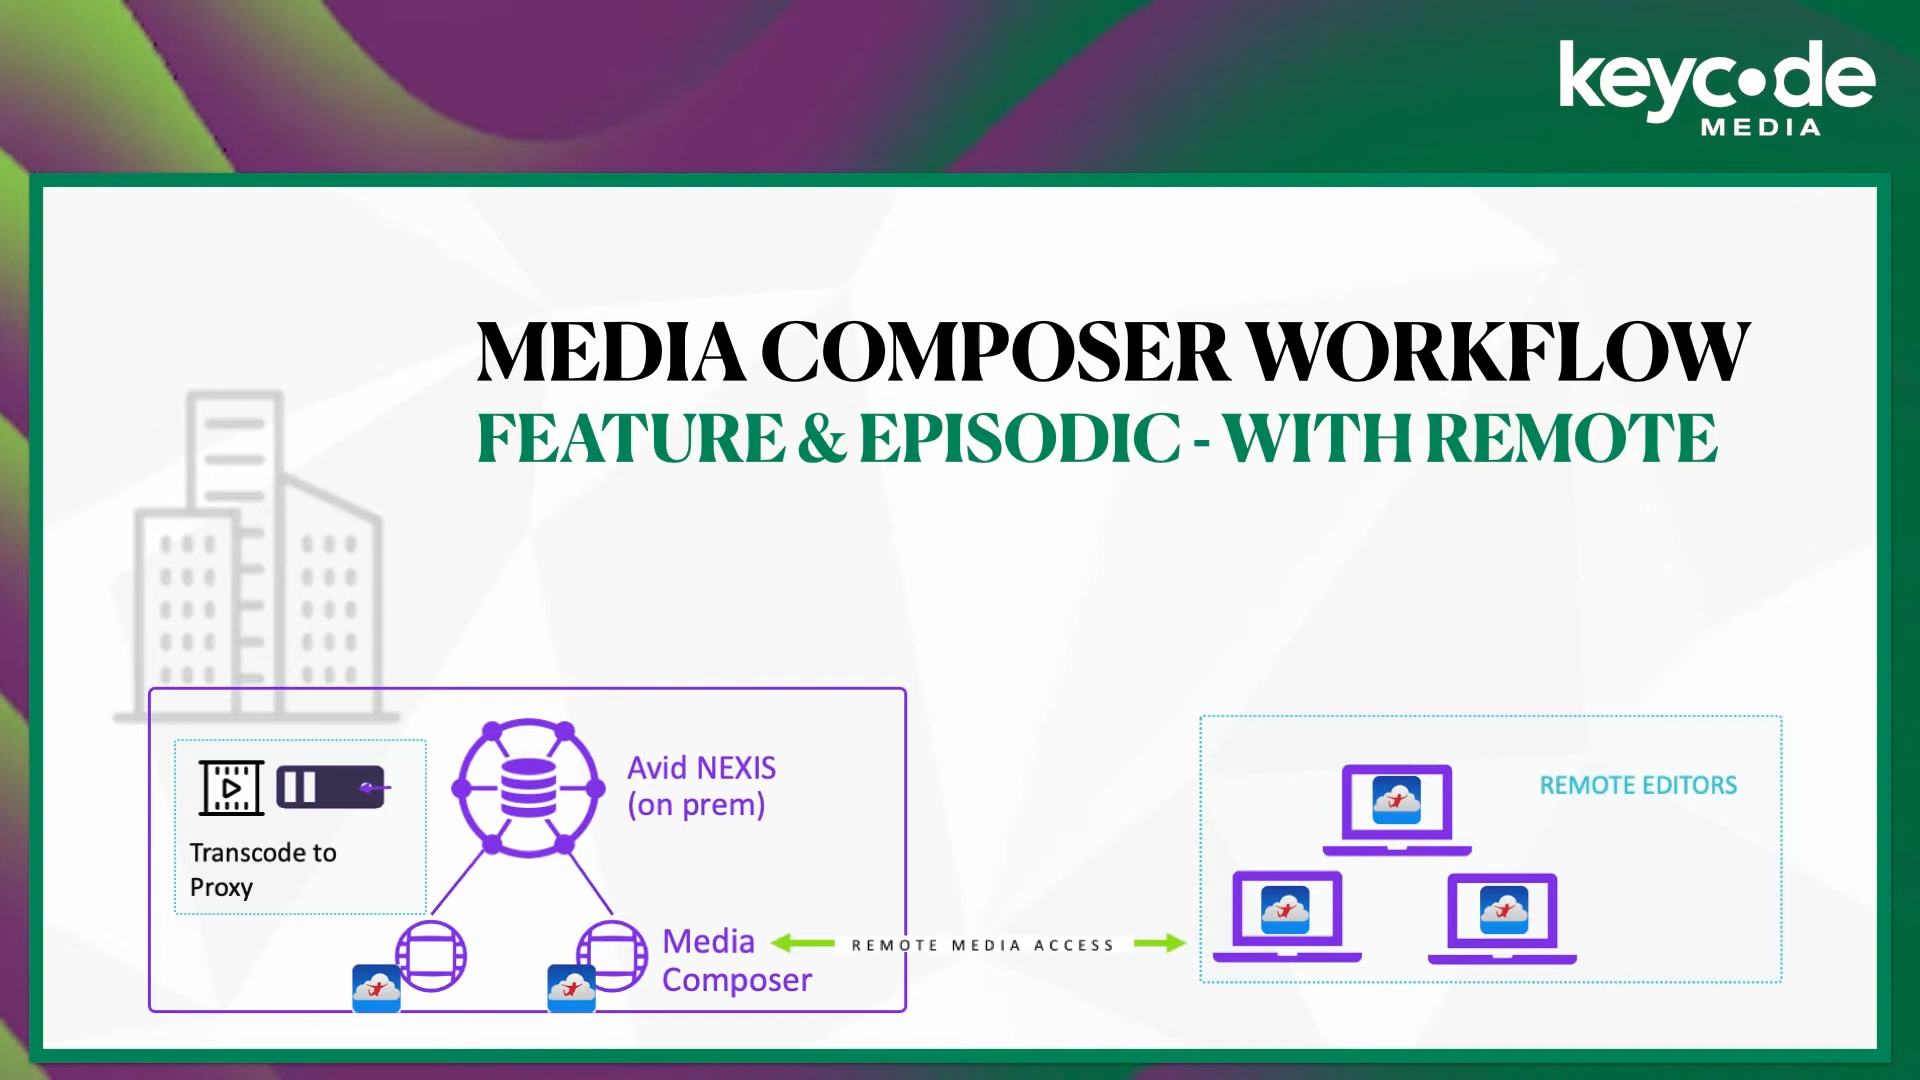 keycode
MEDIA
MEDIA COMPOSER WORKFLOW
FEATURE & EPISODIC - WITH REMOTE
Transcode to
Proxy
Avid NEXIS
(on prem)
Media
Composer
REMOTE MEDIA ACCESS
REMOTE EDITORS